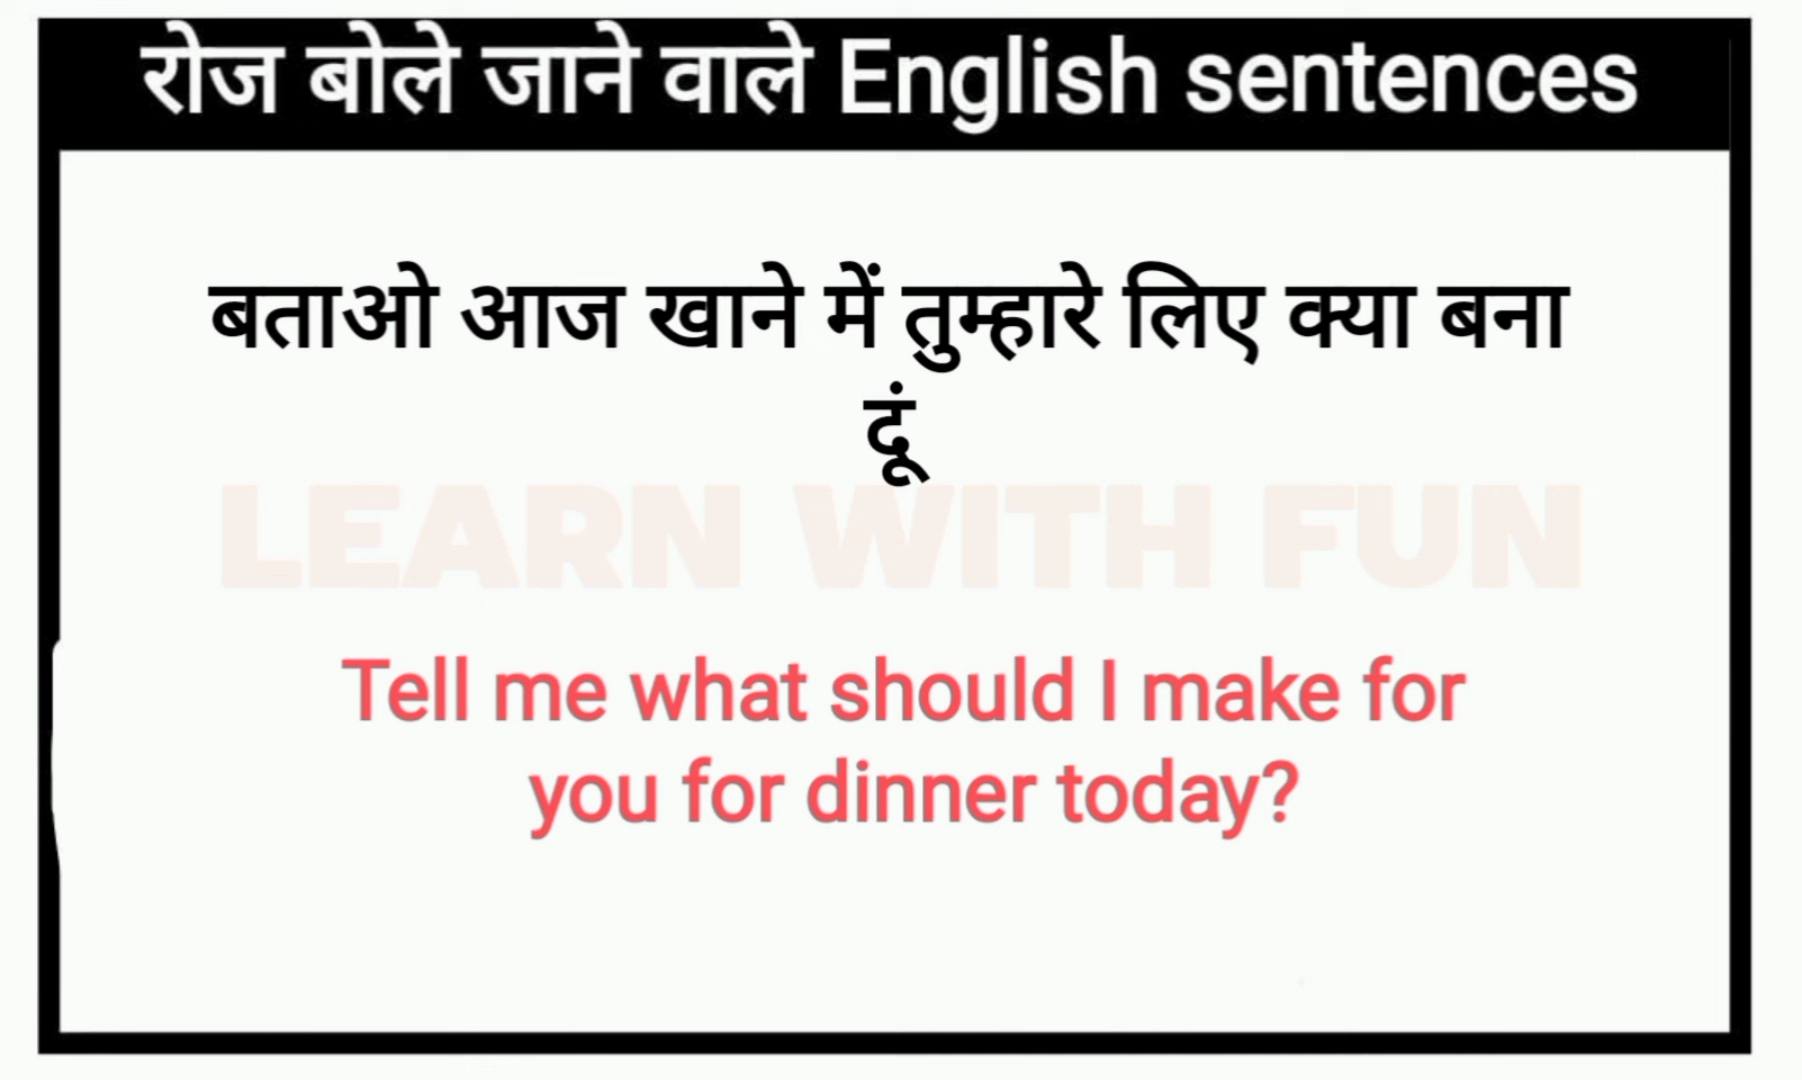 रोज बोले जाने वाले English sentences
बताओ आज खाने में तुम्हारे लिए क्या बना
दूं
LEARN WITH FUN
Tell me what should I make for
you for dinner today?